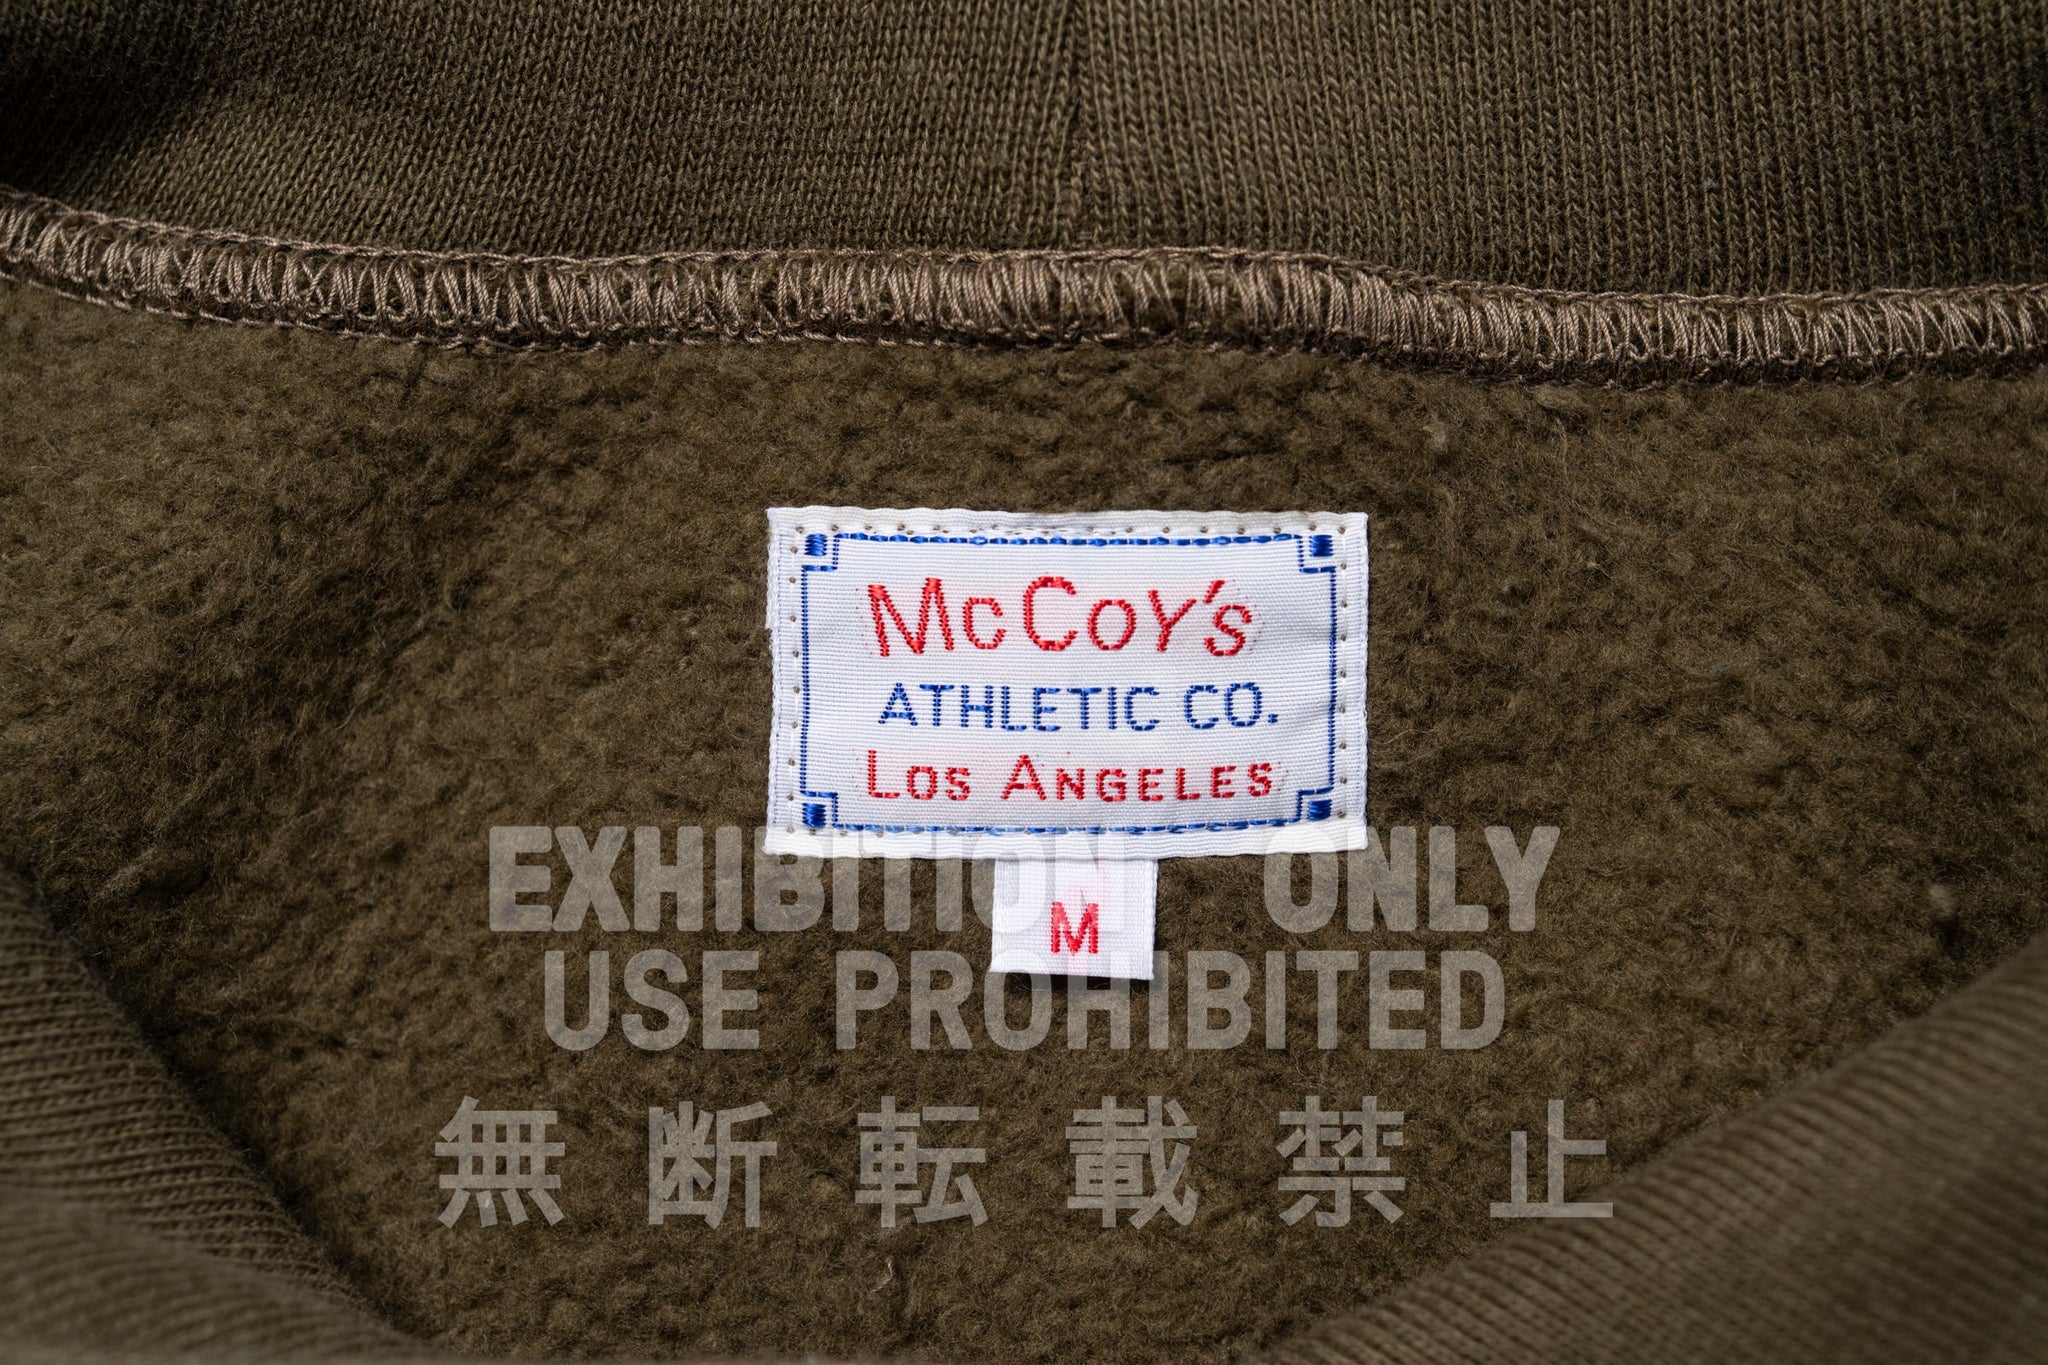 McCoy's
ATHLETIC CO.
Los Angeles
M
EXHIBITION ONLY
USE PROHIBITED
無断転載禁止